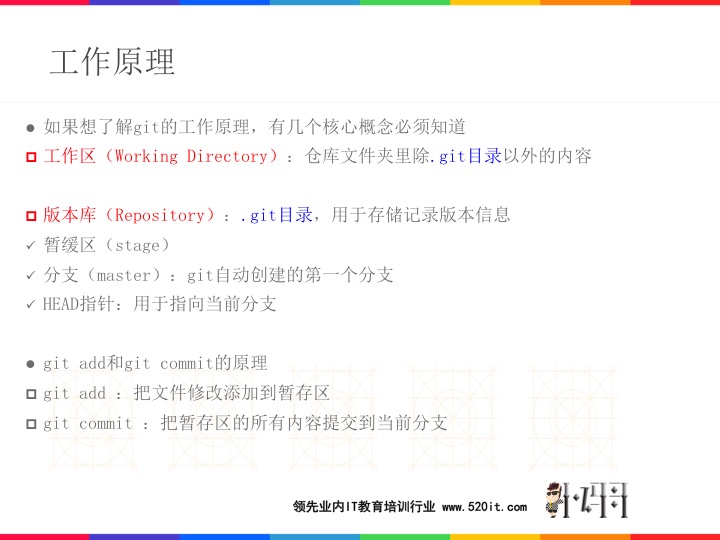 工作原理
如果想了解git的工作原理，有几个核心概念必须知道
工作区（Working Directory）：仓库文件夹里除.git目录以外的内容
版本库（Repository）：.git目录，用于存储记录版本信息
暂缓区（stage）
分支（master）：git自动创建的第一个分支
HEAD指针：用于指向当前分支
git add和git commit的原理
git add ：把文件修改添加到暂存区
git commit ：把暂存区的所有内容提交到当前分支
领先业内IT教育培训行业 www.520it.com
小码哥